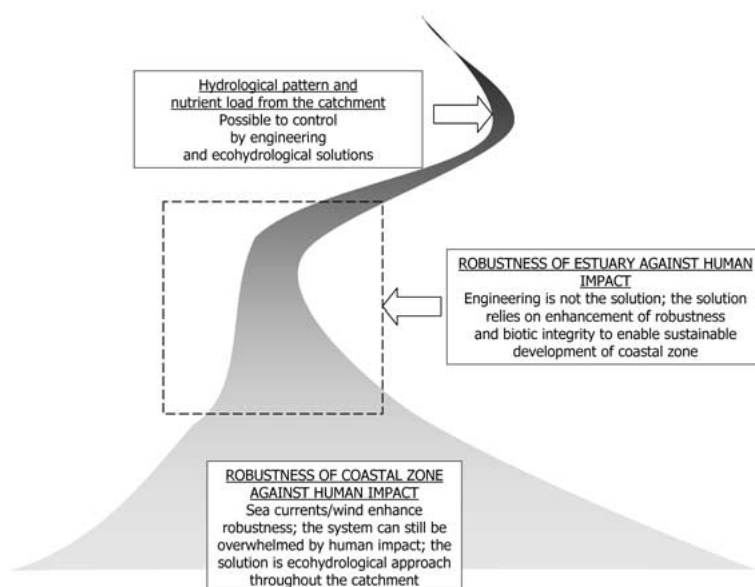 Hydrological pattern and
nutrient load from the catchment
Possible to control
by engineering
and ecohydrological solutions
ROBUSTNESS OF ESTUARY AGAINST HUMAN
IMPACT
Engineering is not the solution; the solution
relies on enhancement of robustness
and biotic integrity to enable sustainable
development of coastal zone
ROBUSTNESS OF COASTAL ZONE
AGAINST HUMAN IMPACT
Sea currents/wind enhance
robustness; the system can still be
overwhelmed by human impact; the
solution is ecohydrological approach
throughout the catchment